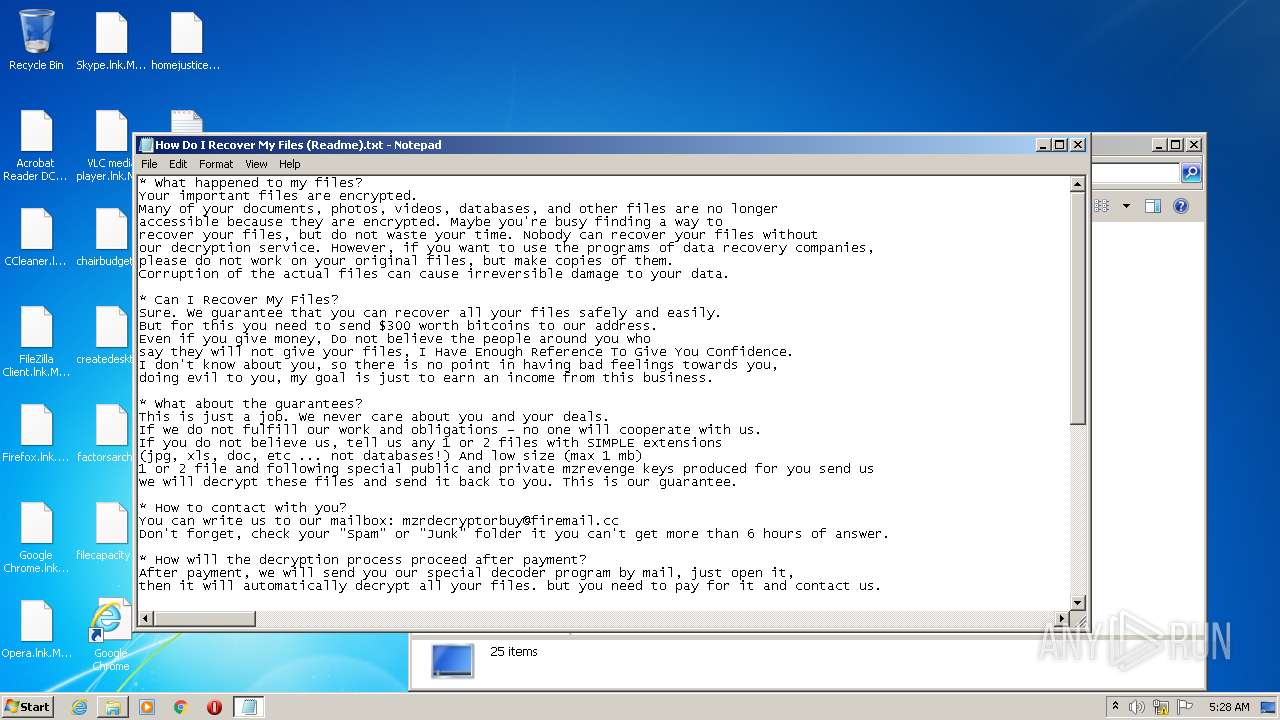 Recycle Bin
Skype.lnk.M...
homejustice...
Acrobat
Reader DC...
VLC media
player.lnk.M
CCleaner.l...
chairbudget
FileZilla
Client.lnk.M...
createdeskt
Firefox.lnk....
factorsarch
Google
Chrome.lnk...
filecapacity.
Opera.lnk.M...
Google
Chrome
How Do I Recover My Files (Readme).txt - Notepad
File Edit Format View Help
* What happened to my files?
Your important files are encrypted.
Many of your documents, photos, videos, databases, and other files are no longer
accessible because they are encrypted. Maybe you're busy finding a way to
recover your files, but do not waste your time. Nobody can recover your files without
our decryption service. However, if you want to use the programs of data recovery companies,
please do not work on your original files, but make copies of them.
Corruption of the actual files can cause irreversible damage to your data.
* Can I Recover My Files?
Sure. We guarantee that you can recover all your files safely and easily.
But for this you need to send $300 worth bitcoins to our address.
Even if you give money, Do not believe the people around you who
say they will not give your files, I Have Enough Reference To Give You Confidence.
I don't know about you, so there is no point in having bad feelings towards you,
doing evil to you, my goal is just to earn an income from this business.
* What about the guarantees?
This is just a job. We never care about you and your deals.
If we do not fulfill our work and obligations - no one will cooperate with us.
If you do not believe us, tell us any 1 or 2 files with SIMPLE extensions
(jpg, xls, doc, etc ... not databases!) And low size (max 1 mb)
1 or 2 file and following special public and private mzrevenge keys produced for you send us
we will decrypt these files and send it back to you. This is our guarantee.
* How to contact with you?
You can write us to our mailbox: mzrdecryptorbuy@firemail.cc
Don't forget, check your "spam" or "Junk" folder it you can't get more than 6 hours of answer.
* How will the decryption process proceed after payment?
After payment, we will send you our special decoder program by mail, just open it,
then it will automatically decrypt all your files. but you need to pay for it and contact us.
25 items
ANY RUN
Start
5:28 AM